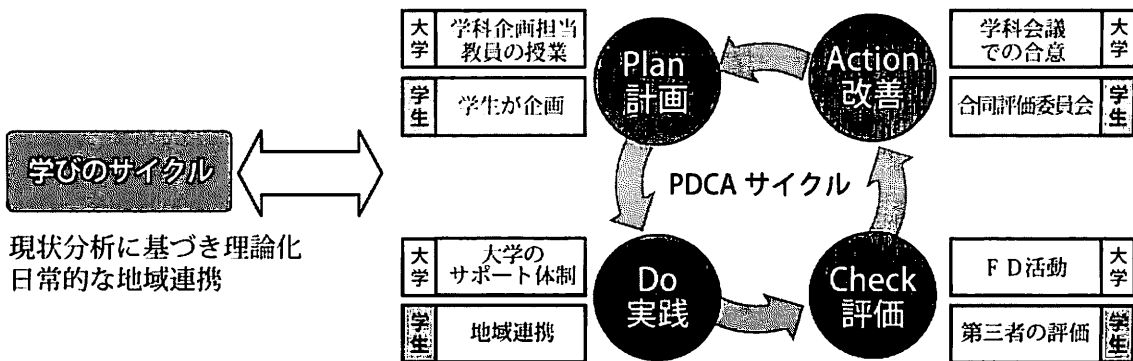 大学
学科企画担当
教員の授業
学生
学生が企画
Plan
計画
Action
改善
学科会議
での合意
大学
合同評価委員会
学生
学びのサイクル
現状分析に基づき理論化
日常的な地域連携
PDCA サイクル
大学
大学の
サポート体制
学生
地域連携
Do
実践
Check
評価
FD活動
大学
第三者の評価
学生